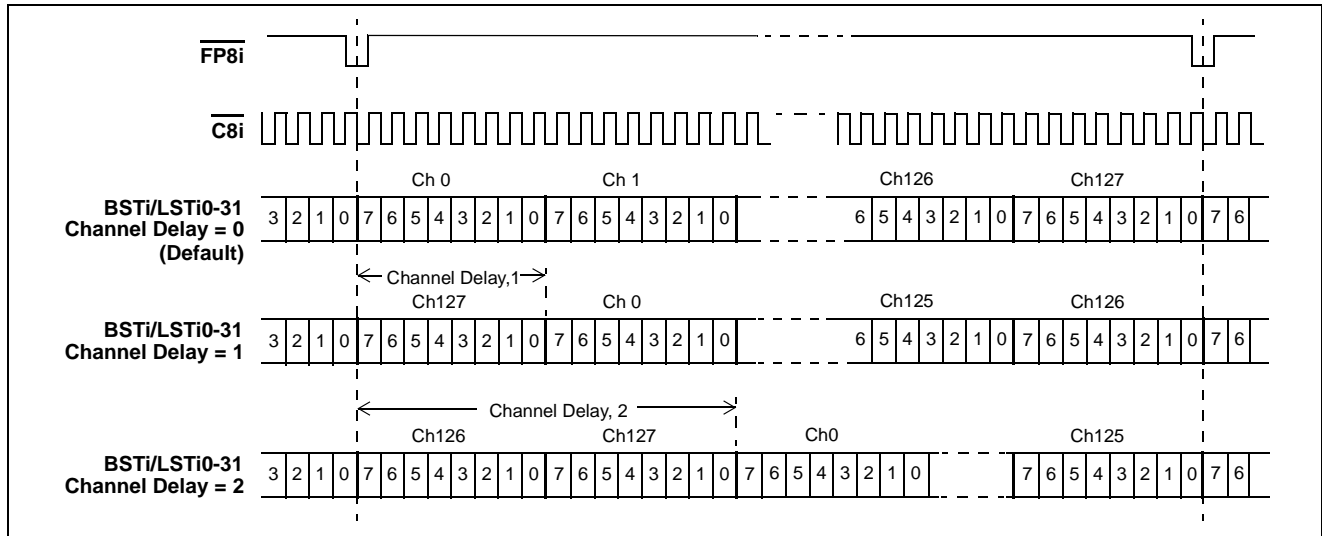 FP8i
C8i
Ch 0 Ch 1 Ch126 Ch127
BSTi/LSTi0-31
Channel Delay = 0
(Default)
3 2 1 0 7 6 5 4 3 2 1 0 7 6 5 4 3 2 1 0 6 5 4 3 2 1 0 7 6 5 4 3 2 1 0 7 6
Channel Delay,1
Ch127 Ch 0 Ch125 Ch126
BSTi/LSTi0-31
Channel Delay = 1
3 2 1 0 7 6 5 4 3 2 1 0 7 6 5 4 3 2 1 0 6 5 4 3 2 1 0 7 6 5 4 3 2 1 0 7 6
Channel Delay, 2
Ch126 Ch127 Ch0 Ch125
BSTi/LSTi0-31
Channel Delay = 2
3 2 1 0 7 6 5 4 3 2 1 0 7 6 5 4 3 2 1 0 7 6 5 4 3 2 1 0 7 6 5 4 3 2 1 0 7 6